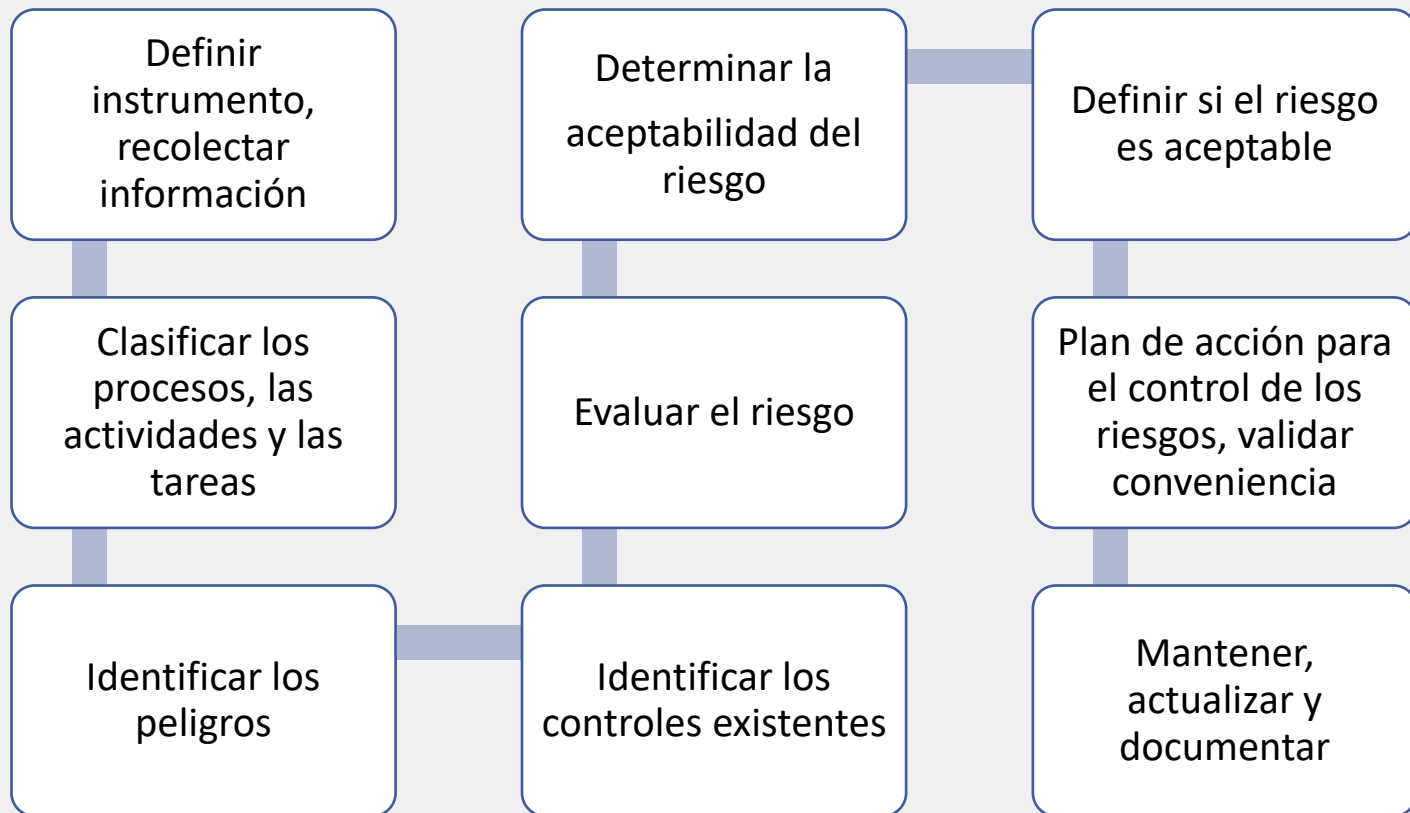 Definir
instrumento,
recolectar
información
Clasificar los
procesos, las
actividades y las
tareas
Identificar los
peligros
Identificar los
controles existentes
Evaluar el riesgo
Determinar la
aceptabilidad del
riesgo
Definir si el riesgo
es aceptable
Plan de acción para
el control de los
riesgos, validar
conveniencia
Mantener,
actualizar y
documentar